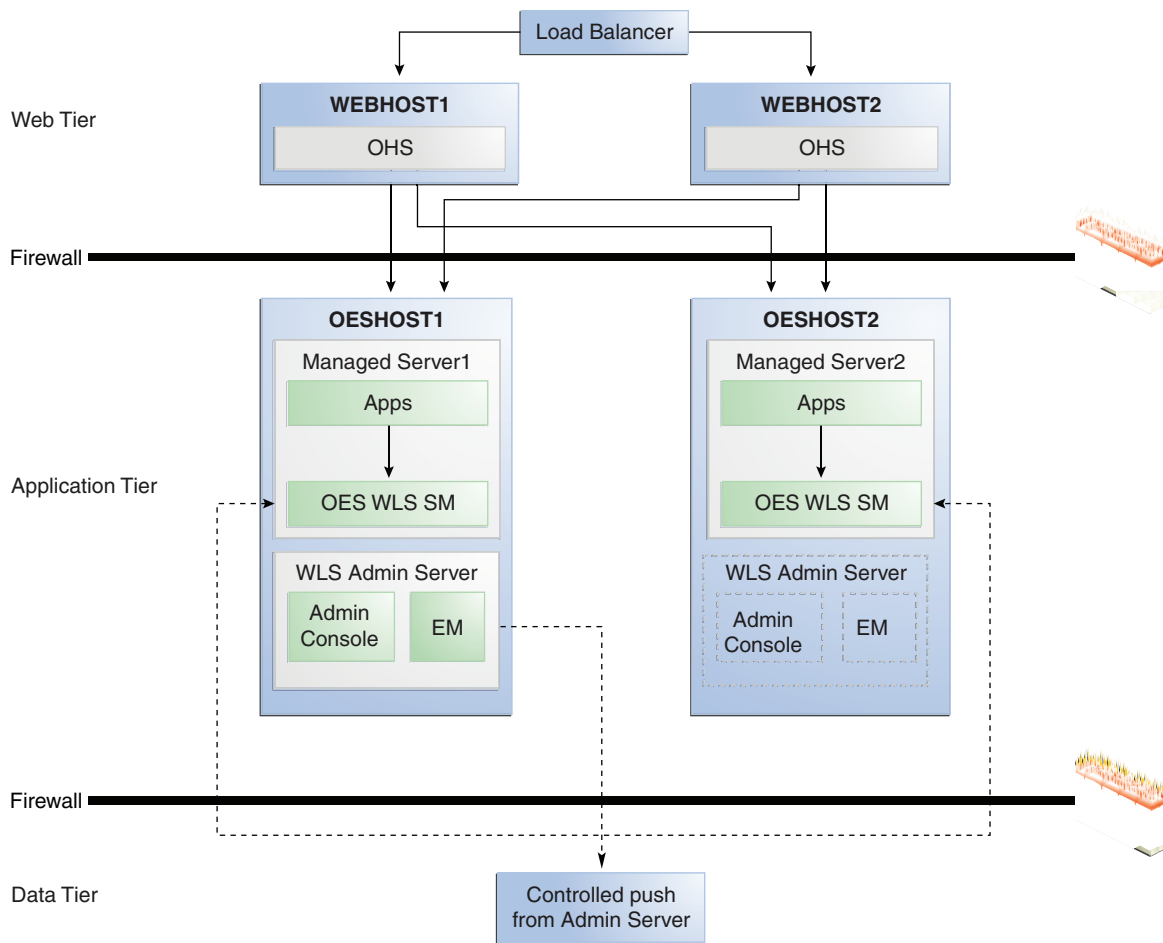 Load Balancer
Web Tier
WEBHOST1
OHS
WEBHOST2
OHS
Firewall
Application Tier
OESHOST1
Managed Server1
Apps
OES WLS SM
WLS Admin Server
Admin
Console
EM
OESHOST2
Managed Server2
Apps
OES WLS SM
WLS Admin Server
Admin
Console
EM
Firewall
Data Tier
Controlled push
from Admin Server